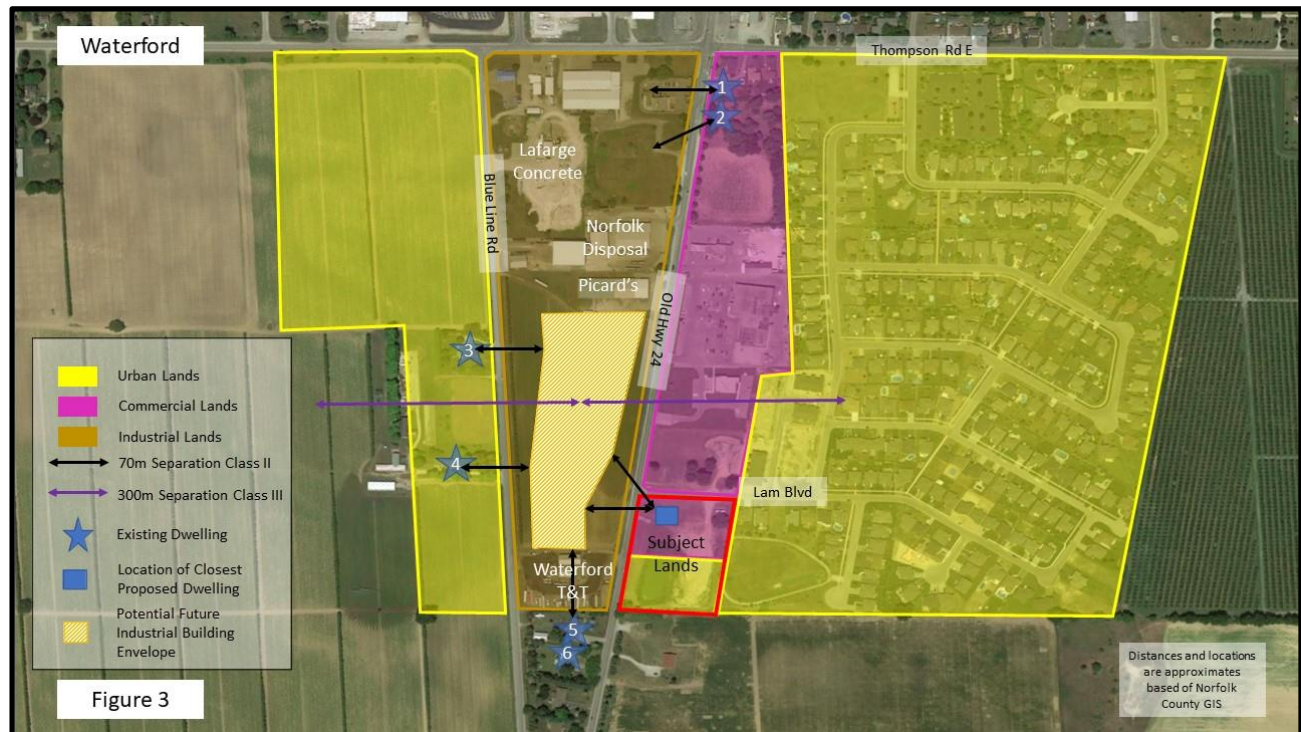 Waterford
Thompson Rd E
1
2
Lafarge
Concrete
Blue Line Rd
Norfolk
Disposal
Picard's
Old Hwy 24
3
4
Lam Blvd
Subject
Lands
Waterford
T&T
5
6
Urban Lands
Commercial Lands
Industrial Lands
70m Separation Class II
300m Separation Class III
Existing Dwelling
Location of Closest
Proposed Dwelling
Potential Future
Industrial Building
Envelope
Figure 3
Distances and locations
are approximates
based of Norfolk
County GIS